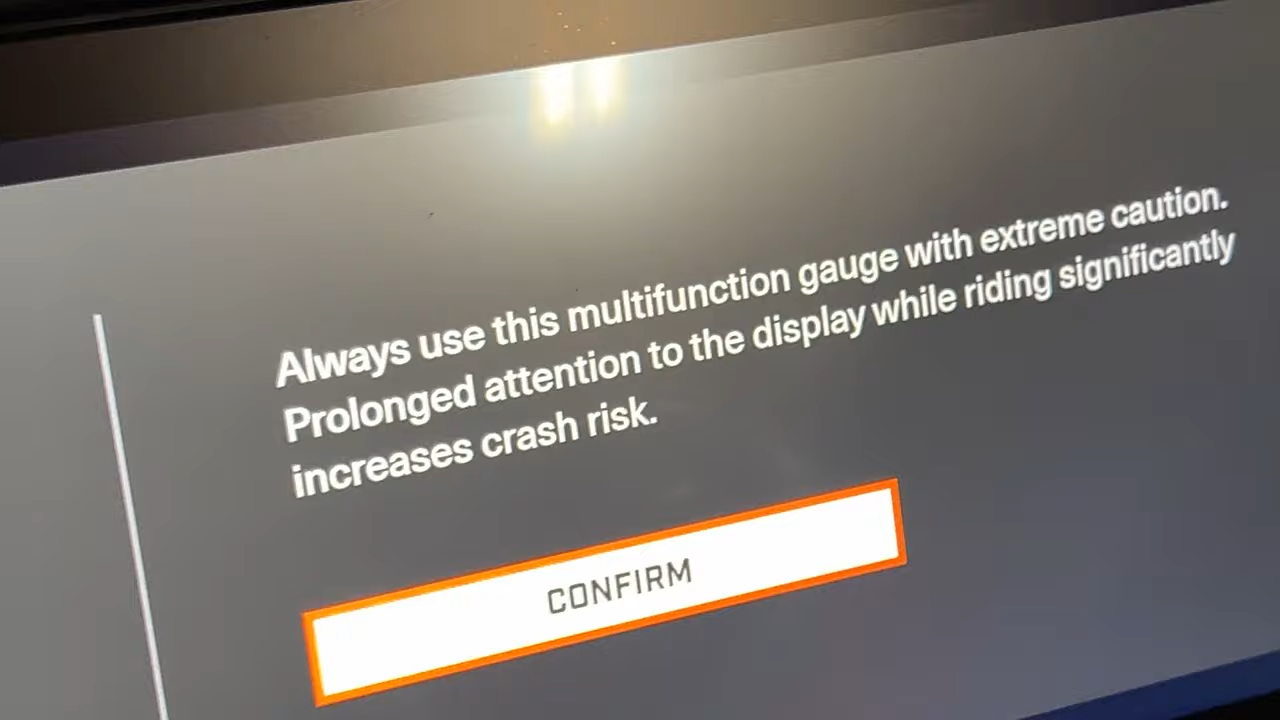 Always use this multifunction gauge with extreme caution.
Prolonged attention to the display while riding significantly
increases crash risk.
CONFIRM